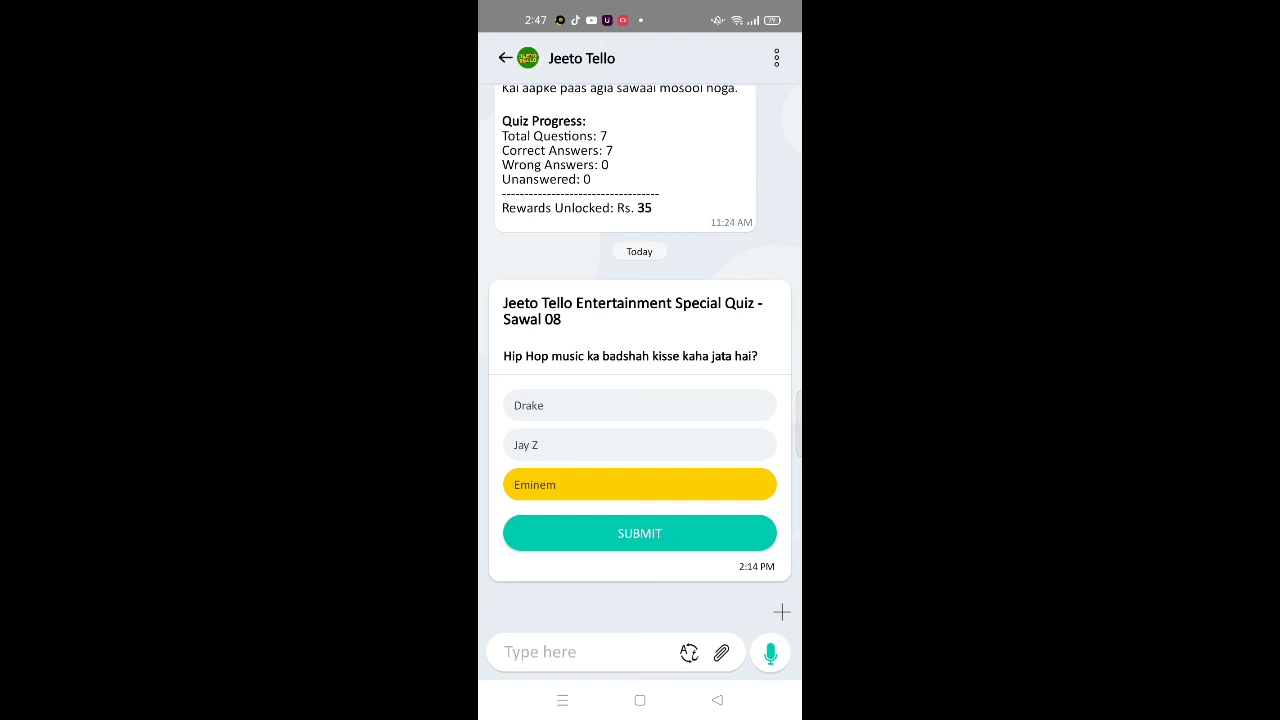 2:47
79
Jeeto Tello
Kal aapke paas agla sawaal mosool hoga.
Quiz Progress:
Total Questions: 7
Correct Answers: 7
Wrong Answers: 0
Unanswered: 0
---------------------------------
Rewards Unlocked: Rs. 35
11:24 AM
Today
Jeeto Tello Entertainment Special Quiz -
Sawal 08
Hip Hop music ka badshah kisse kaha jata hai?
Drake
Jay Z
Eminem
SUBMIT
2:14 PM
Type here